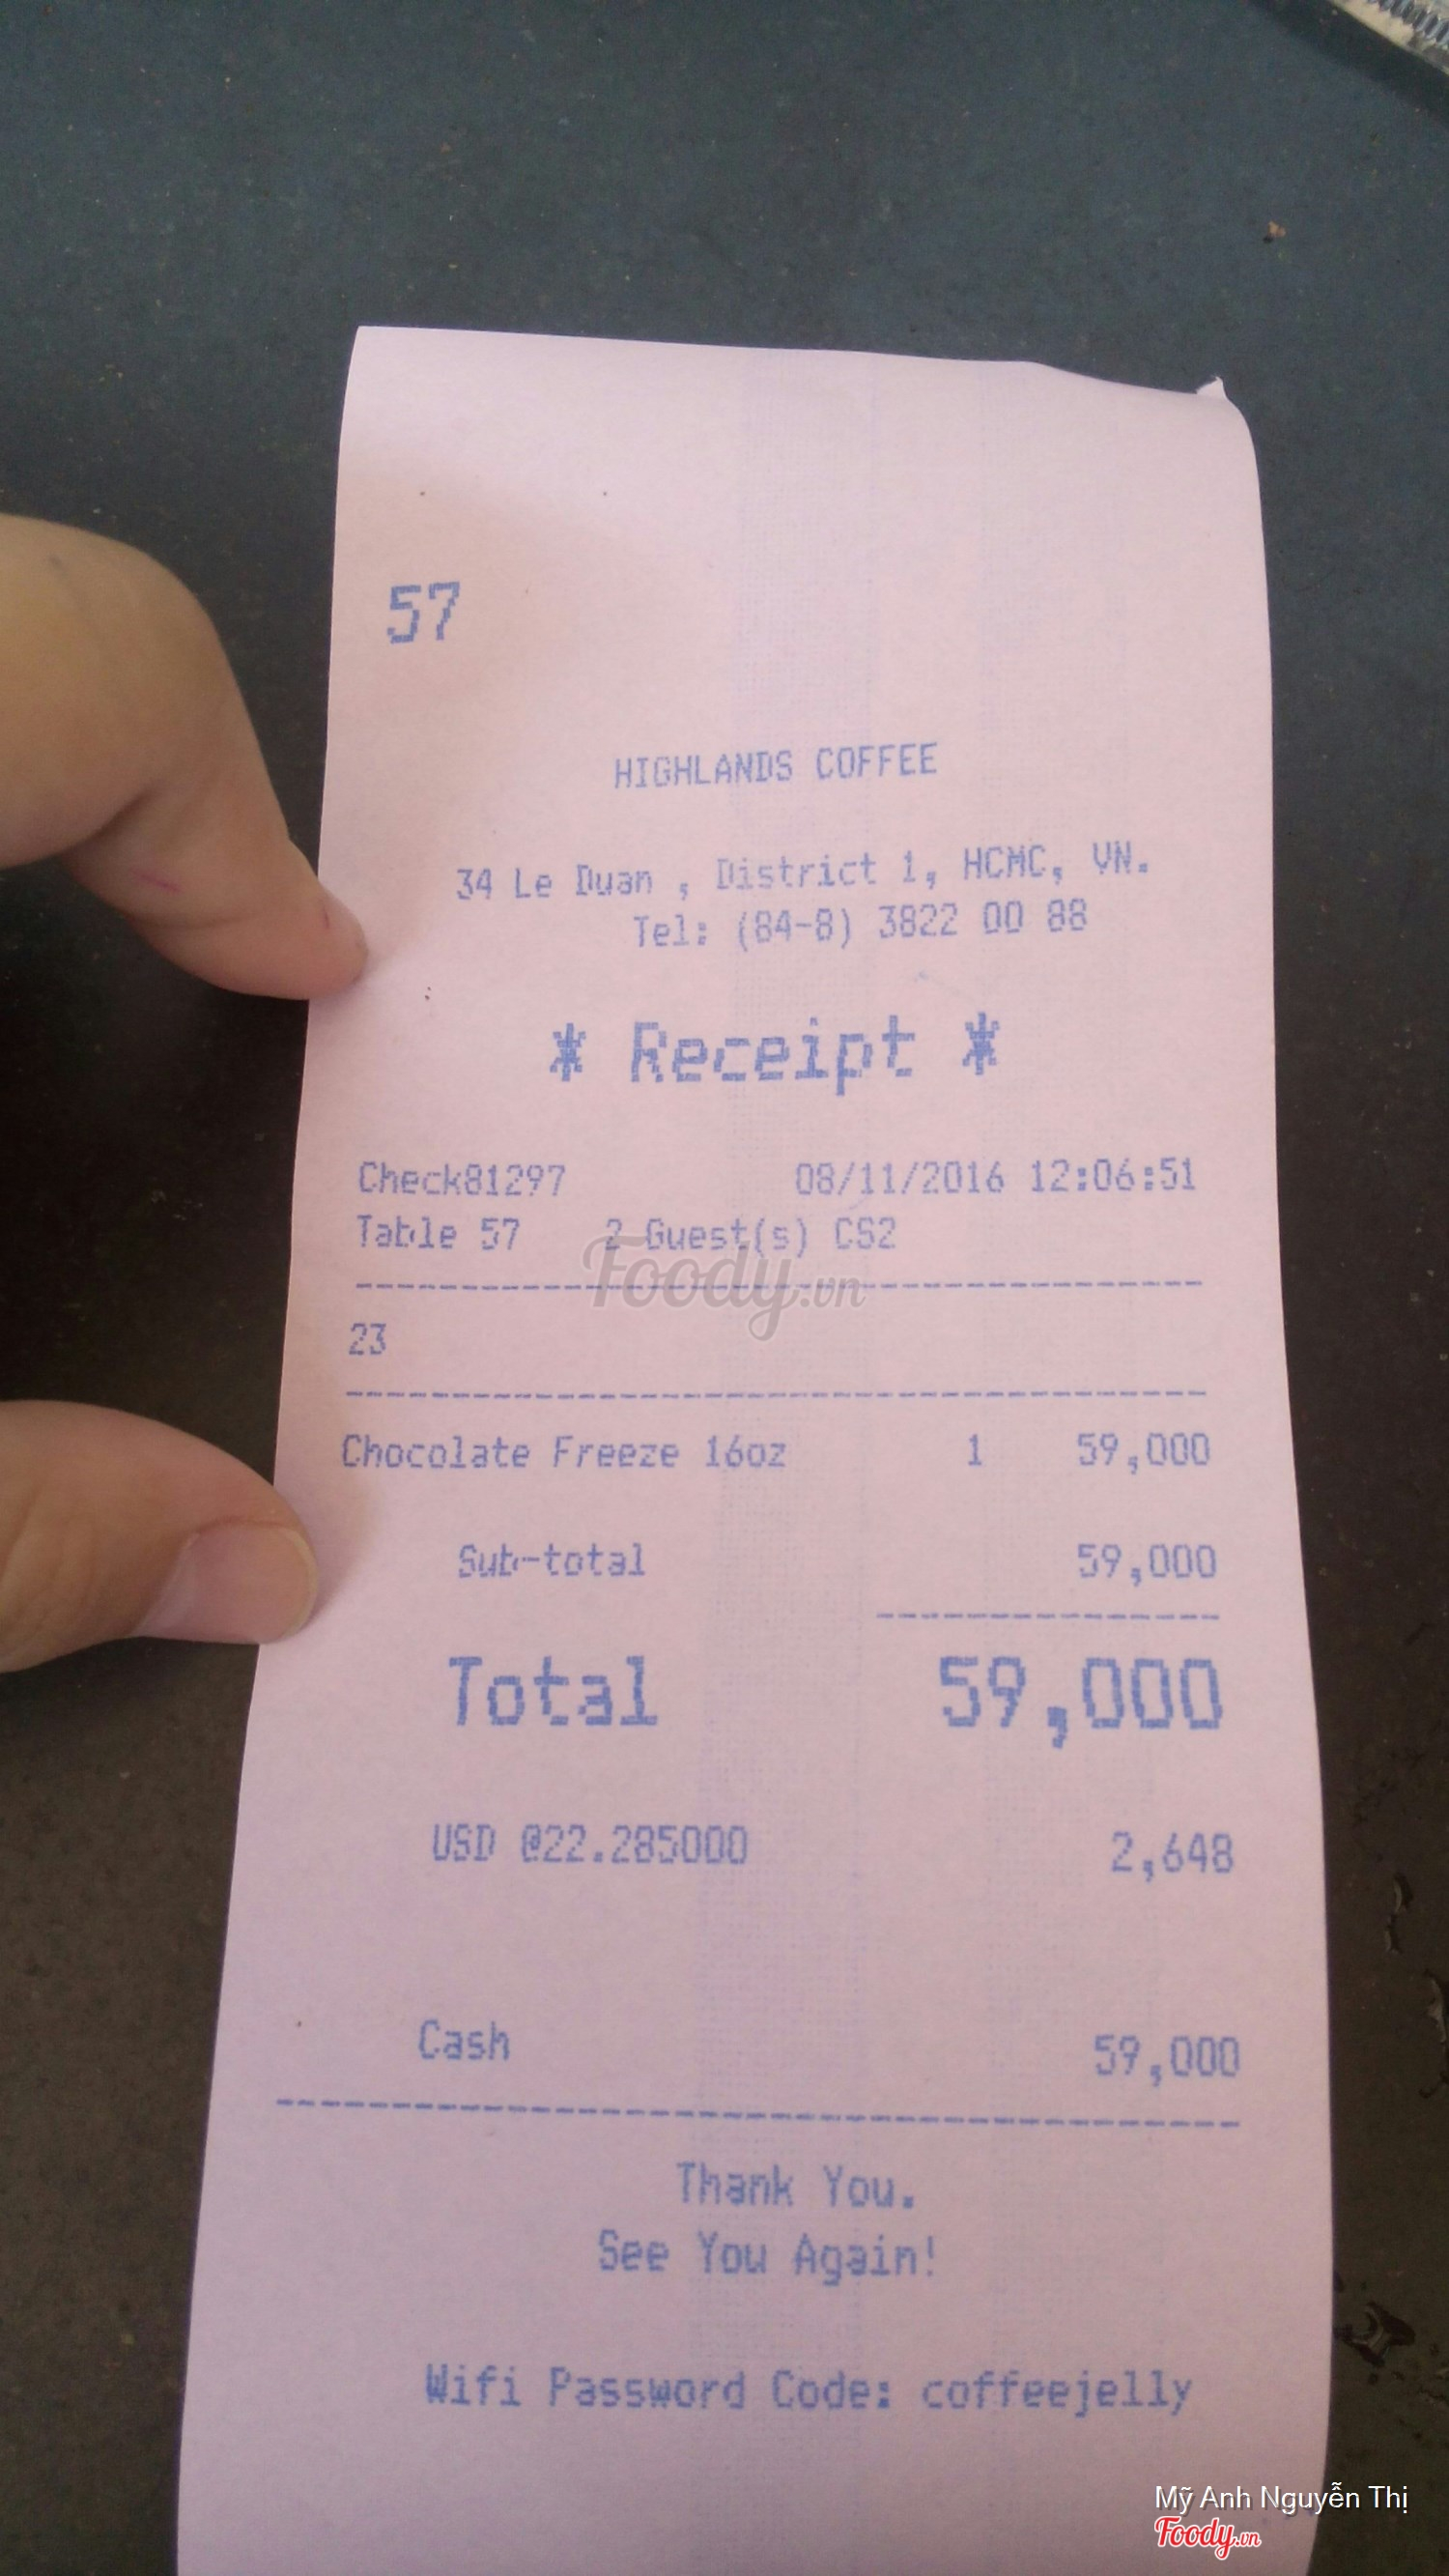 57
HIGHLANDS COFFEE
34 Le Duan , District 1, HCMC, VN.
Tel: (84-8) 3822 00 88
* Receipt *
Check81297 08/11/2016 12:06:51
Table 57 2 Guest(s) CS2
Foody.vn
23
Chocolate Freeze 16oz 1 59,000
Sub-total 59,000
Total 59,000
USD @22.285000 2,648
Cash 59,000
Thank You.
See You Again!
Wifi Password Code: coffeejelly
Mỹ Anh Nguyễn Thị
Foody.vn